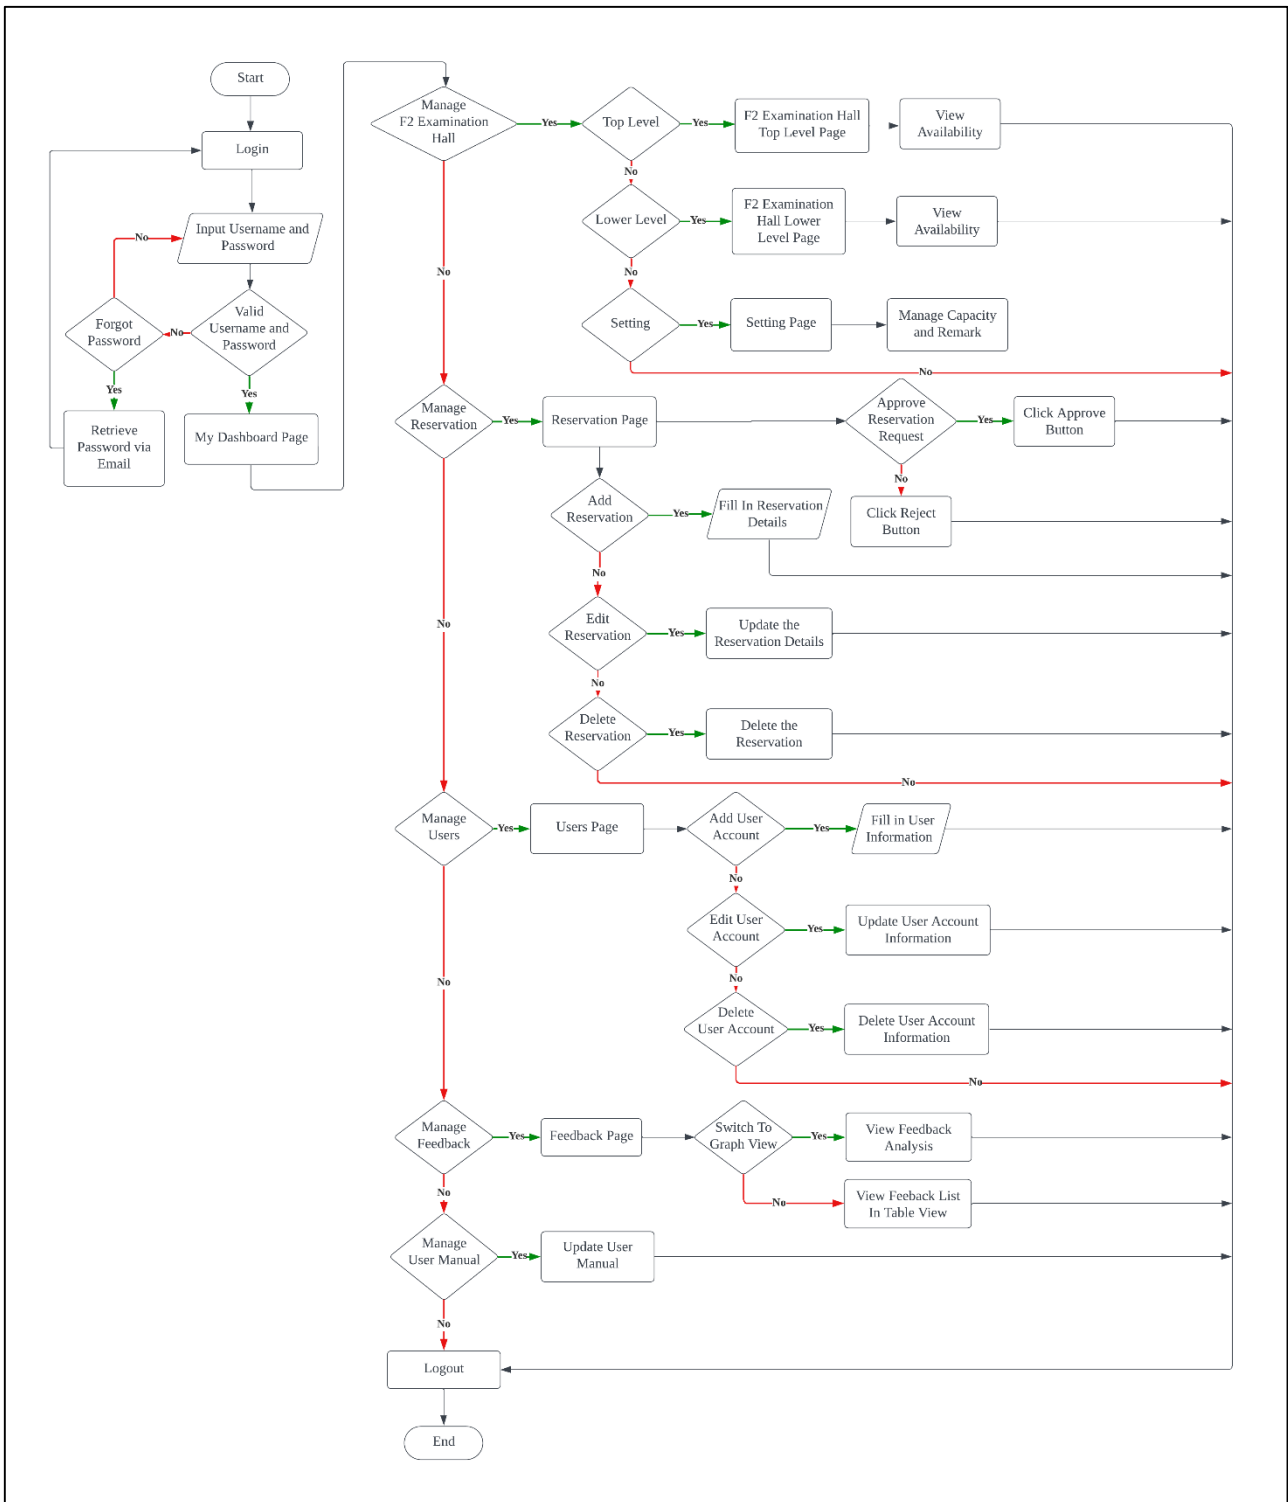 Start
Login
Input Username and
Password
No
Forgot
Password
No
Valid
Username and
Password
Yes
Yes
Retrieve
Password via
Email
My Dashboard Page
Manage
F2 Examination
Hall
Yes
Top Level
Yes
F2 Examination Hall
Top Level Page
View
Availability
No
Lower Level
Yes
F2 Examination
Hall Lower
Level Page
View
Availability
No
No
Setting
Yes
Setting Page
Manage Capacity
and Remark
No
Manage
Reservation
Yes
Reservation Page
Approve
Reservation
Request
Yes
Click Approve
Button
No
Click Reject
Button
Add
Reservation
Yes
Fill In Reservation
Details
No
Edit
Reservation
Yes
Update the
Reservation Details
No
No
Delete
Reservation
Yes
Delete the
Reservation
No
Manage
Users
Yes
Users Page
Add User
Account
Yes
Fill in User
Information
No
Edit User
Account
Yes
Update User Account
Information
No
No
Delete
User Account
Yes
Delete User Account
Information
No
Manage
Feedback
Yes
Feedback Page
Switch To
Graph View
Yes
View Feedback
Analysis
No
No
View Feeback List
In Table View
Manage
User Manual
Yes
Update User
Manual
No
Logout
End